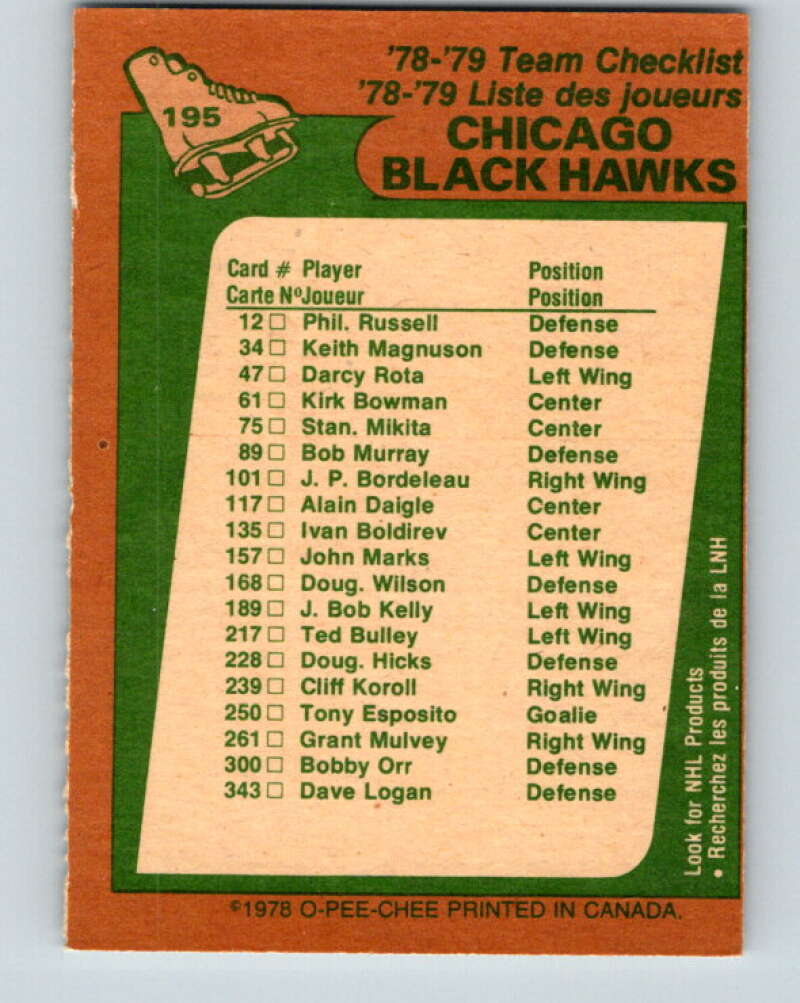 195
'78-'79 Team Checklist
'78-'79 Liste des joueurs
CHICAGO
BLACK HAWKS
Card # Player Position
Carte Nº Joueur Position
12 □ Phil. Russell Defense
34 □ Keith Magnuson Defense
47 □ Darcy Rota Left Wing
61 □ Kirk Bowman Center
75 □ Stan. Mikita Center
89 □ Bob Murray Defense
101 □ J. P. Bordeleau Right Wing
117 □ Alain Daigle Center
135 □ Ivan Boldirev Center
157 □ John Marks Left Wing
168 □ Doug. Wilson Defense
189 □ J. Bob Kelly Left Wing
217 □ Ted Bulley Left Wing
228 □ Doug. Hicks Defense
239 □ Cliff Koroll Right Wing
250 □ Tony Esposito Goalie
261 □ Grant Mulvey Right Wing
300 □ Bobby Orr Defense
343 □ Dave Logan Defense
Look for NHL Products
• Recherchez les produits de la LNH
©1978 O-PEE-CHEE PRINTED IN CANADA.